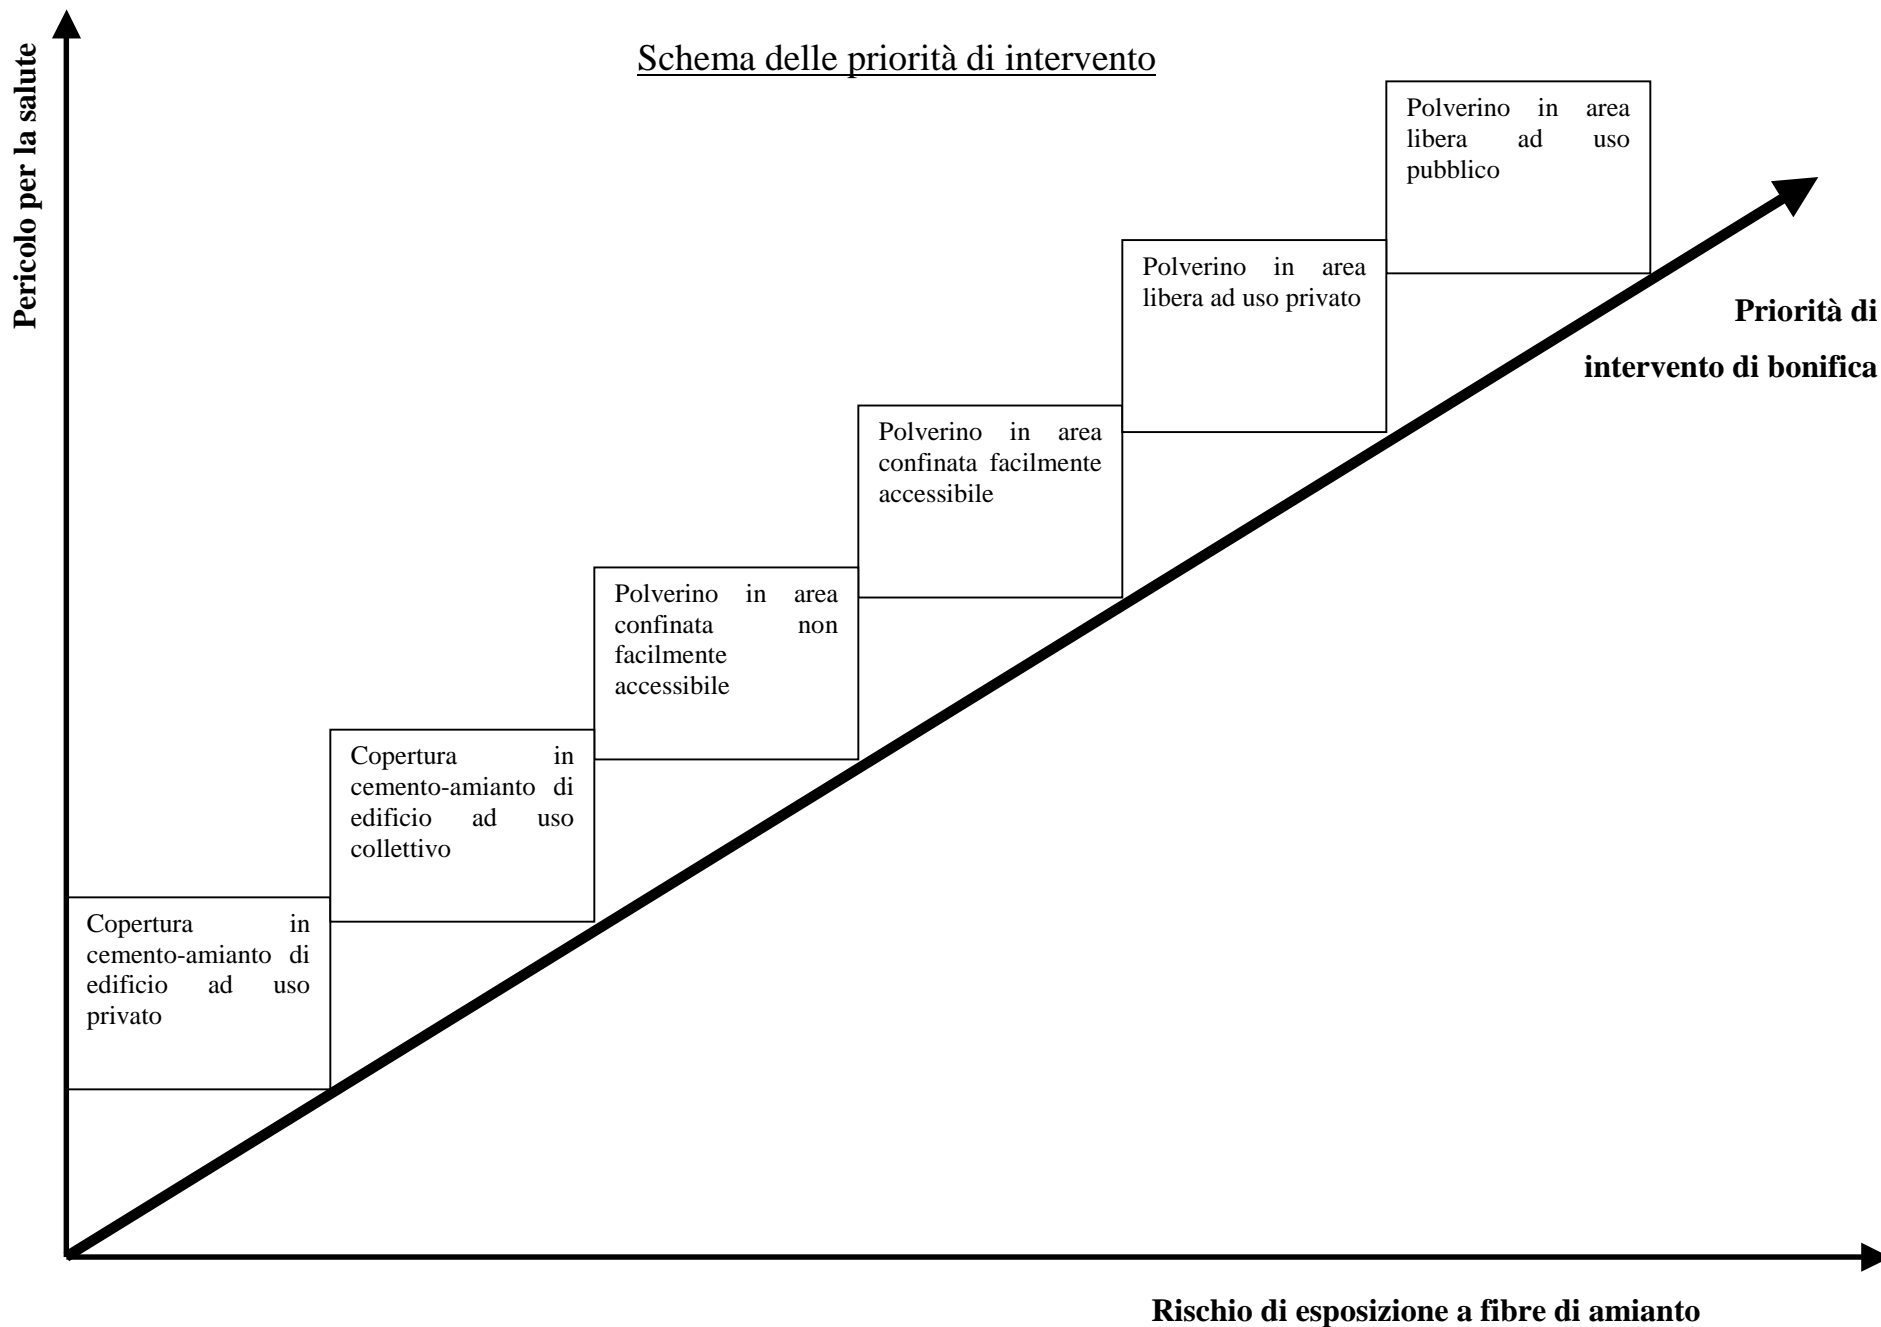 Schema delle priorità di intervento
Pericolo per la salute
Polverino in area
libera ad uso
pubblico
Polverino in area
libera ad uso privato
Priorità di
intervento di bonifica
Polverino in area
confinata facilmente
accessibile
Polverino in area
confinata non
facilmente
accessibile
Copertura in
cemento-amianto di
edificio ad uso
collettivo
Copertura in
cemento-amianto di
edificio ad uso
privato
Rischio di esposizione a fibre di amianto